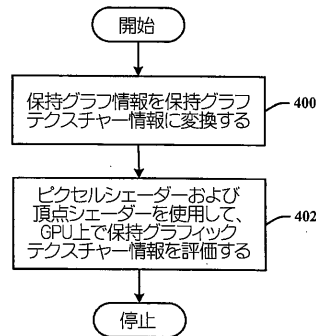 開始
保持グラフ情報を保持グラフ
テクスチャー情報に変換する
400
ピクセルシェーダーおよび
頂点シェーダーを使用して、
GPU上で保持グラフィック
テクスチャー情報を評価する
402
停止